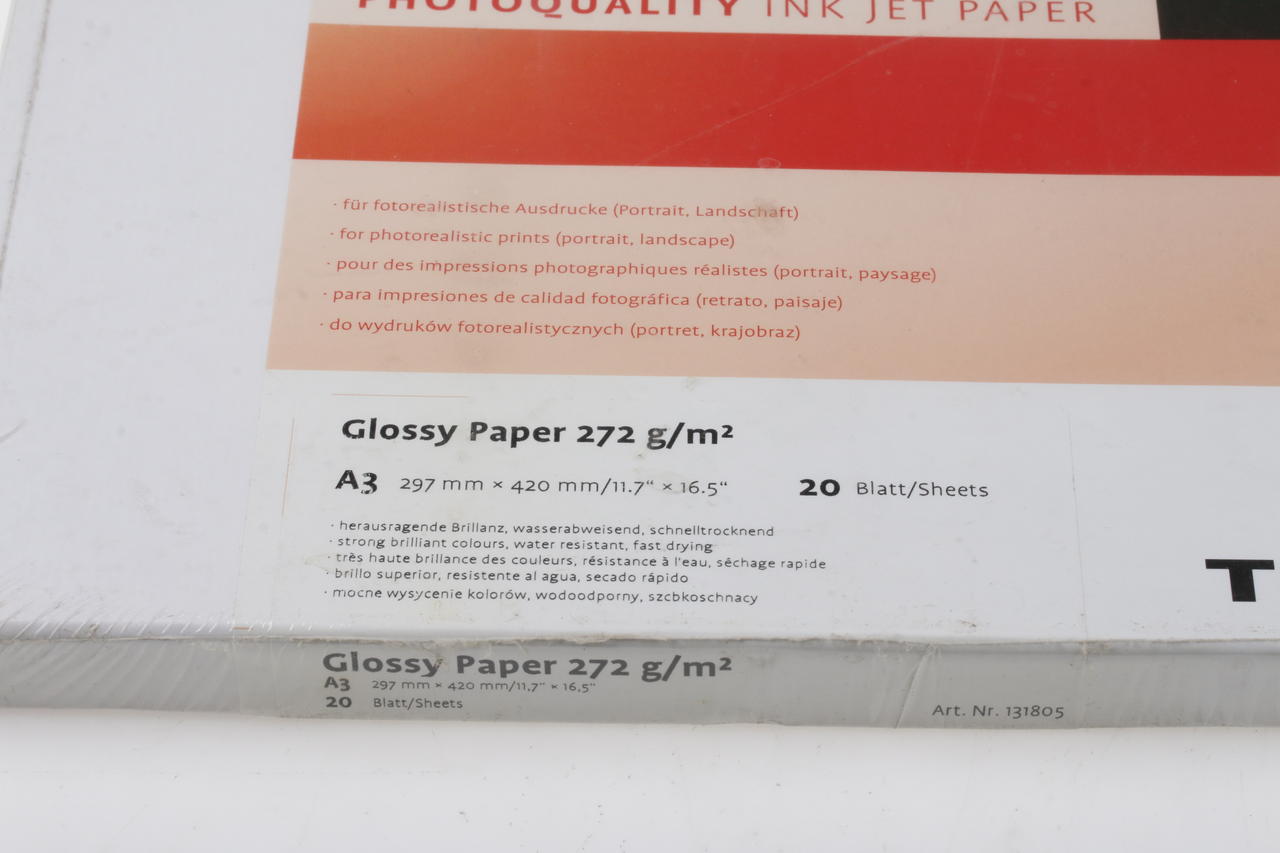 PHOTOQUALITY INK JET PAPER
· für fotorealistische Ausdrucke (Portrait, Landschaft)
· for photorealistic prints (portrait, landscape)
· pour des impressions photographiques réalistes (portrait, paysage)
· para impresiones de calidad fotográfica (retrato, paisaje)
· do wydruków fotorealistycznych (portret, krajobraz)
Glossy Paper 272 g/m²
A3 297 mm × 420 mm/11.7“ × 16.5“ 20 Blatt/Sheets
· herausragende Brillanz, wasserabweisend, schnelltrocknend
· strong brilliant colours, water resistant, fast drying
· très haute brillance des couleurs, résistance à l'eau, séchage rapide
· brillo superior, resistente al agua, secado rápido
· mocne wysycenie kolorów, wodoodporny, szcbkoschnacy
T
Glossy Paper 272 g/m²
A3 297 mm × 420 mm/11,7“ × 16,5“
20 Blatt/Sheets
Art. Nr. 131805